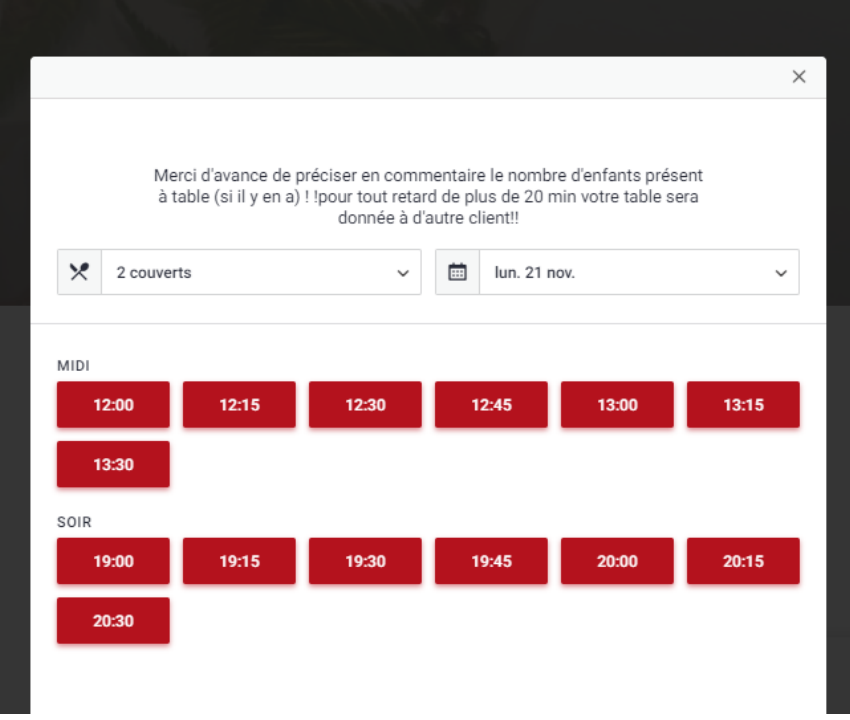 Merci d'avance de préciser en commentaire le nombre d'enfants présent
à table (si il y en a) ! !pour tout retard de plus de 20 min votre table sera
donnée à d'autre client!!
2 couverts lun. 21 nov.
MIDI
12:00 12:15 12:30 12:45 13:00 13:15
13:30
SOIR
19:00 19:15 19:30 19:45 20:00 20:15
20:30